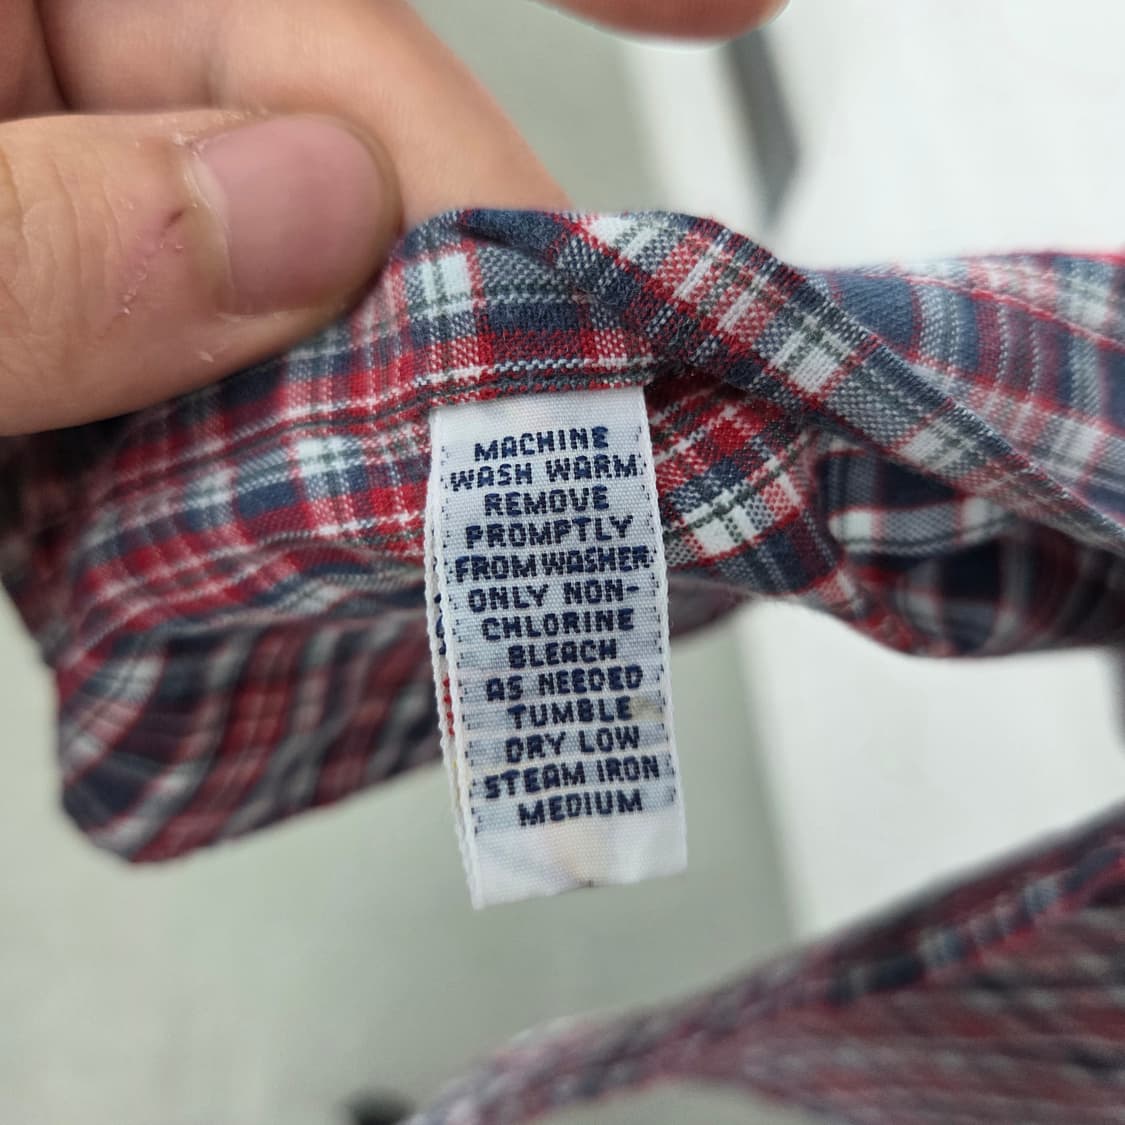 MACHINE
WASH WARM
REMOVE
PROMPTLY
FROM WASHER
ONLY NON-
CHLORINE
BLEACH
AS NEEDED
TUMBLE
DRY LOW
STEAM IRON
MEDIUM